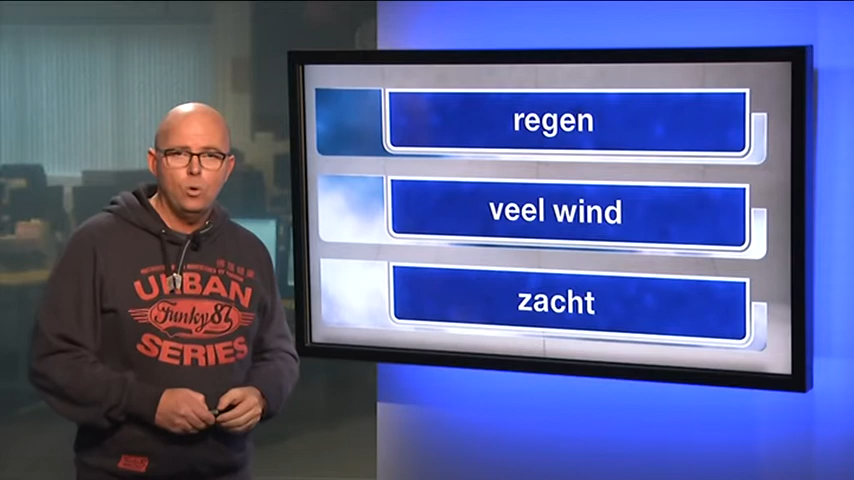 regen
veel wind
zacht
URBAN
Funky 87
SERIES